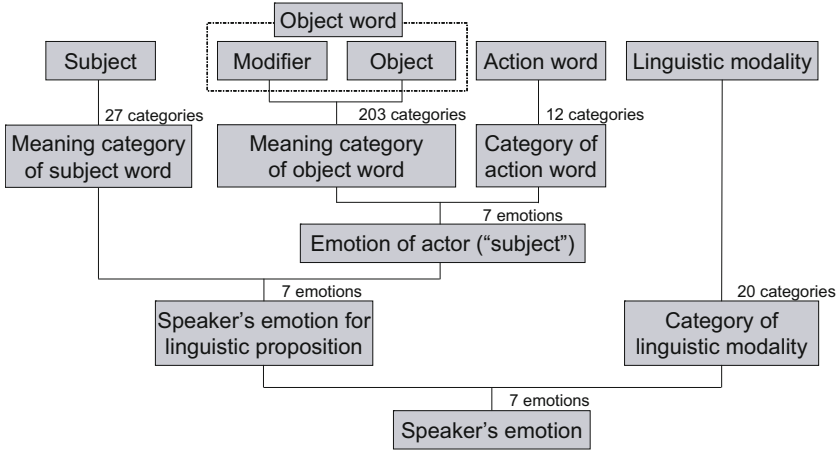 Object word
Subject
Modifier
Object
Action word
Linguistic modality
27 categories
203 categories
12 categories
Meaning category
of subject word
Meaning category
of object word
Category of
action word
7 emotions
Emotion of actor (“subject”)
7 emotions
20 categories
Speaker’s emotion for
linguistic proposition
Category of
linguistic modality
7 emotions
Speaker’s emotion